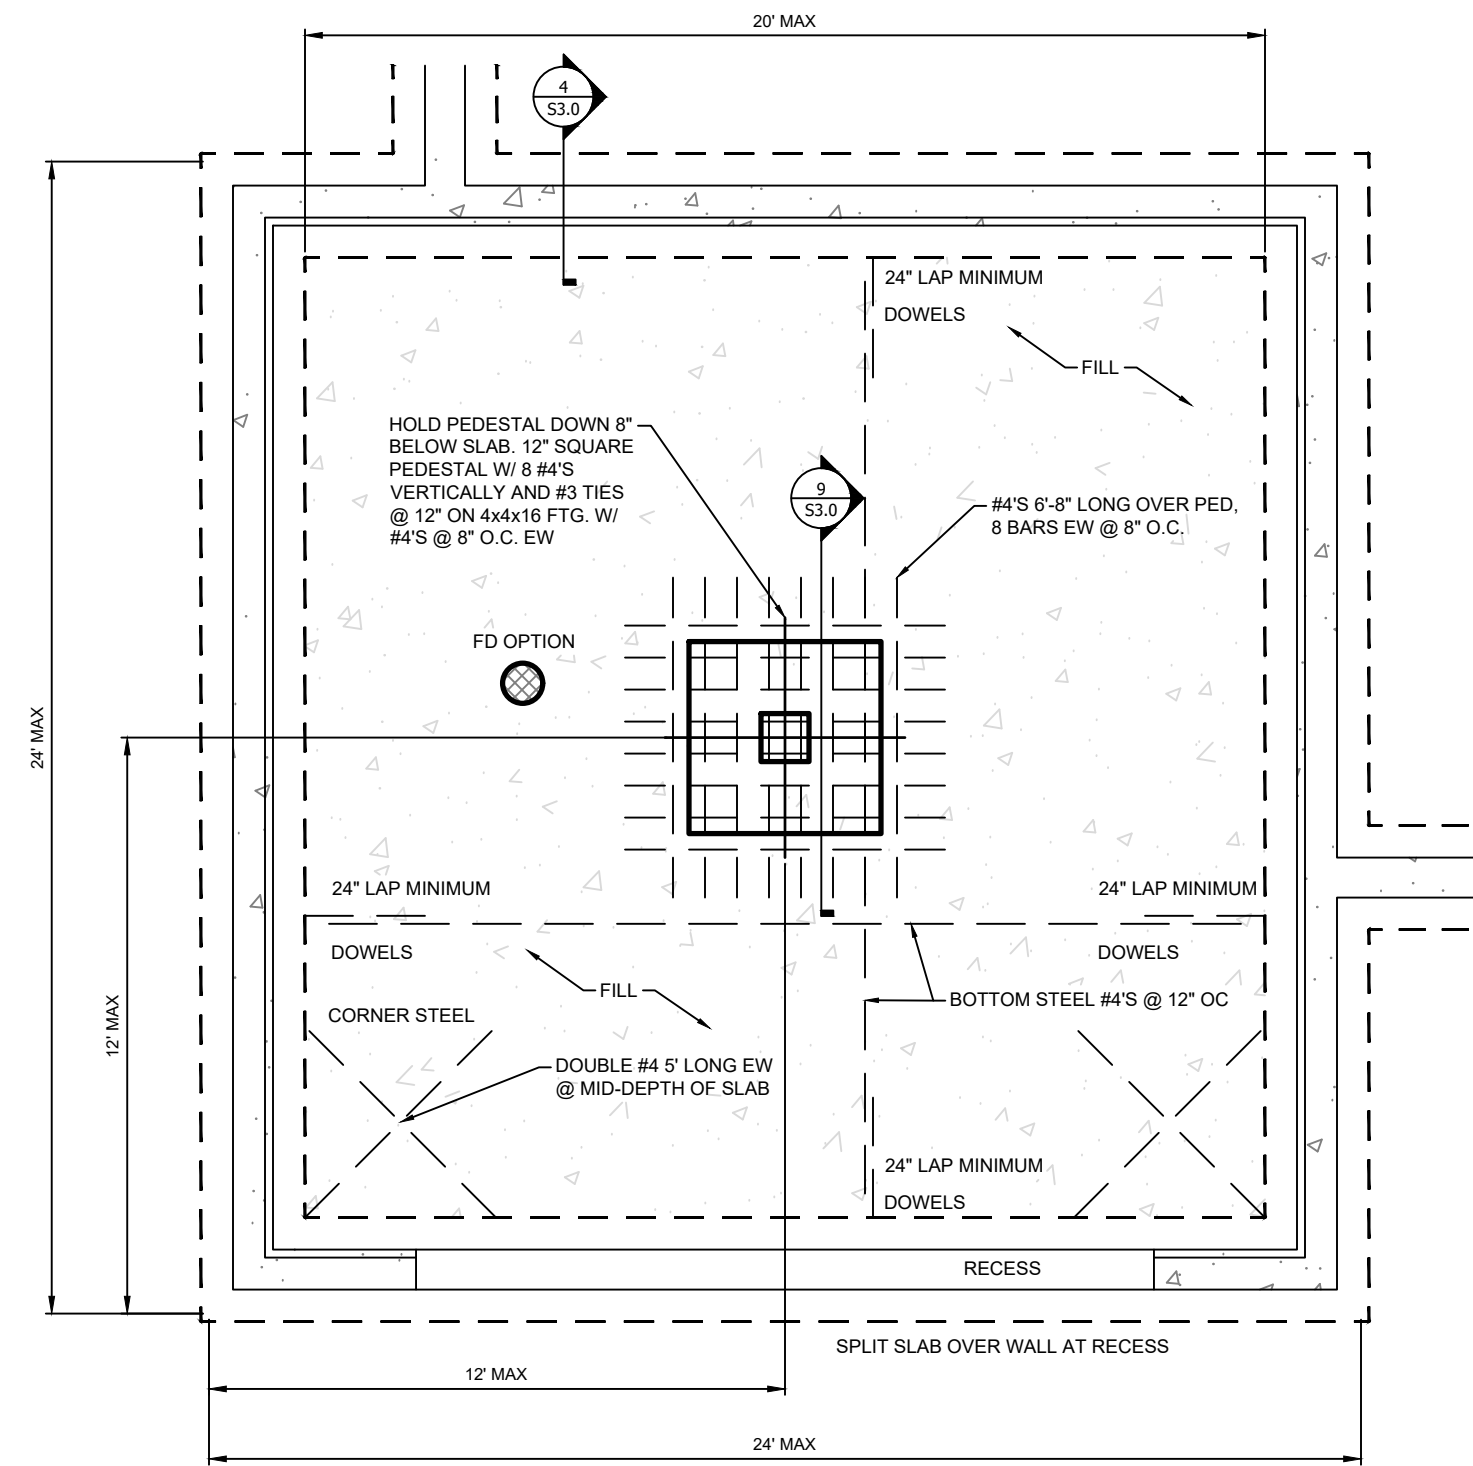 20' MAX
4
S3.0
24" LAP MINIMUM
DOWELS
FILL
HOLD PEDESTAL DOWN 8"
BELOW SLAB. 12" SQUARE
PEDESTAL W/ 8 #4'S
VERTICALLY AND #3 TIES
@ 12" ON 4x4x16 FTG. W/
#4'S @ 8" O.C. EW
9
S3.0
#4'S 6'-8" LONG OVER PED,
8 BARS EW @ 8" O.C.
FD OPTION
24' MAX
24" LAP MINIMUM
24" LAP MINIMUM
DOWELS
DOWELS
FILL
BOTTOM STEEL #4'S @ 12" OC
CORNER STEEL
12' MAX
DOUBLE #4 5' LONG EW
@ MID-DEPTH OF SLAB
24" LAP MINIMUM
DOWELS
RECESS
SPLIT SLAB OVER WALL AT RECESS
12' MAX
24' MAX